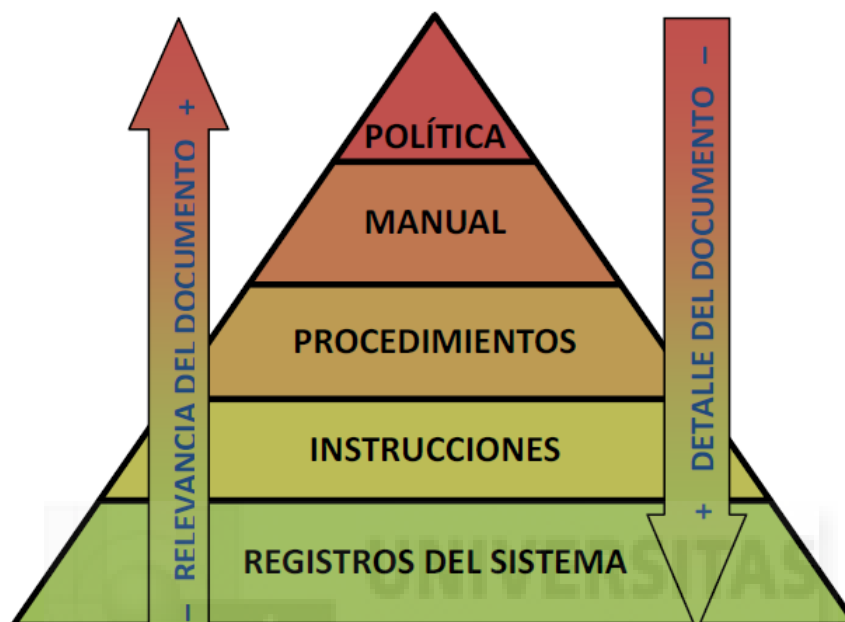 POLÍTICA
MANUAL
PROCEDIMIENTOS
INSTRUCCIONES
REGISTROS DEL SISTEMA
– RELEVANCIA DEL DOCUMENTO +
+ DETALLE DEL DOCUMENTO –
UNIVERSITAS